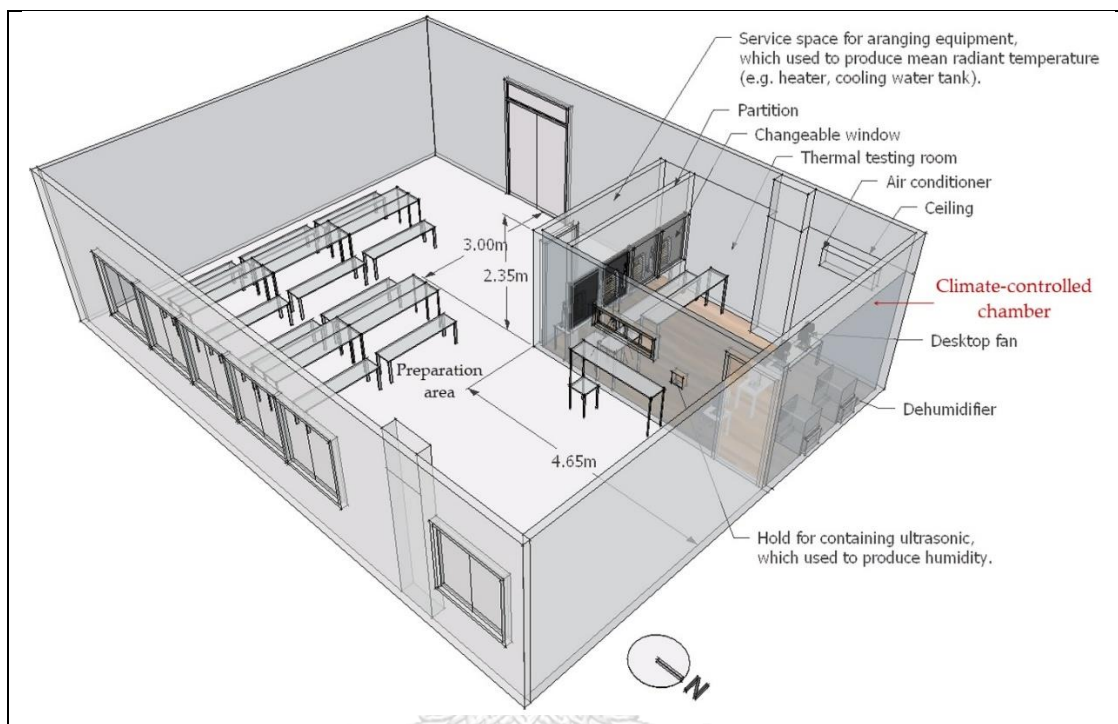 Service space for aranging equipment,
which used to produce mean radiant temperature
(e.g. heater, cooling water tank).
Partition
Changeable window
Thermal testing room
Air conditioner
Ceiling
3.00m
2.35m
Climate-controlled
chamber
Desktop fan
Preparation
area
Dehumidifier
4.65m
Hold for containing ultrasonic,
which used to produce humidity.
N